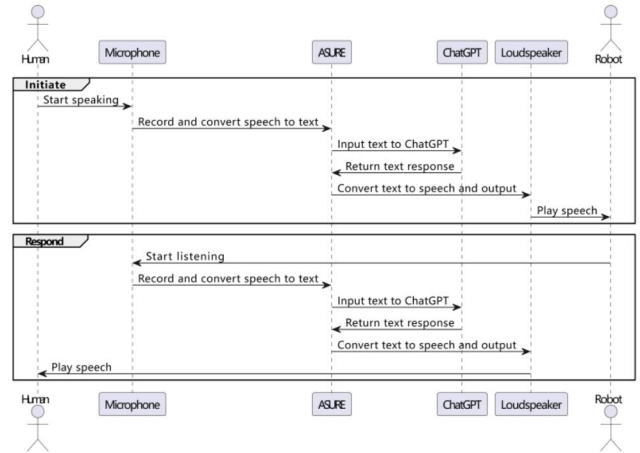 Human Microphone ASURE ChatGPT Loudspeaker Robot
Initiate
Start speaking
Record and convert speech to text
Input text to ChatGPT
Return text response
Convert text to speech and output
Play speech
Respond
Start listening
Record and convert speech to text
Input text to ChatGPT
Return text response
Convert text to speech and output
Play speech
Human Microphone ASURE ChatGPT Loudspeaker Robot